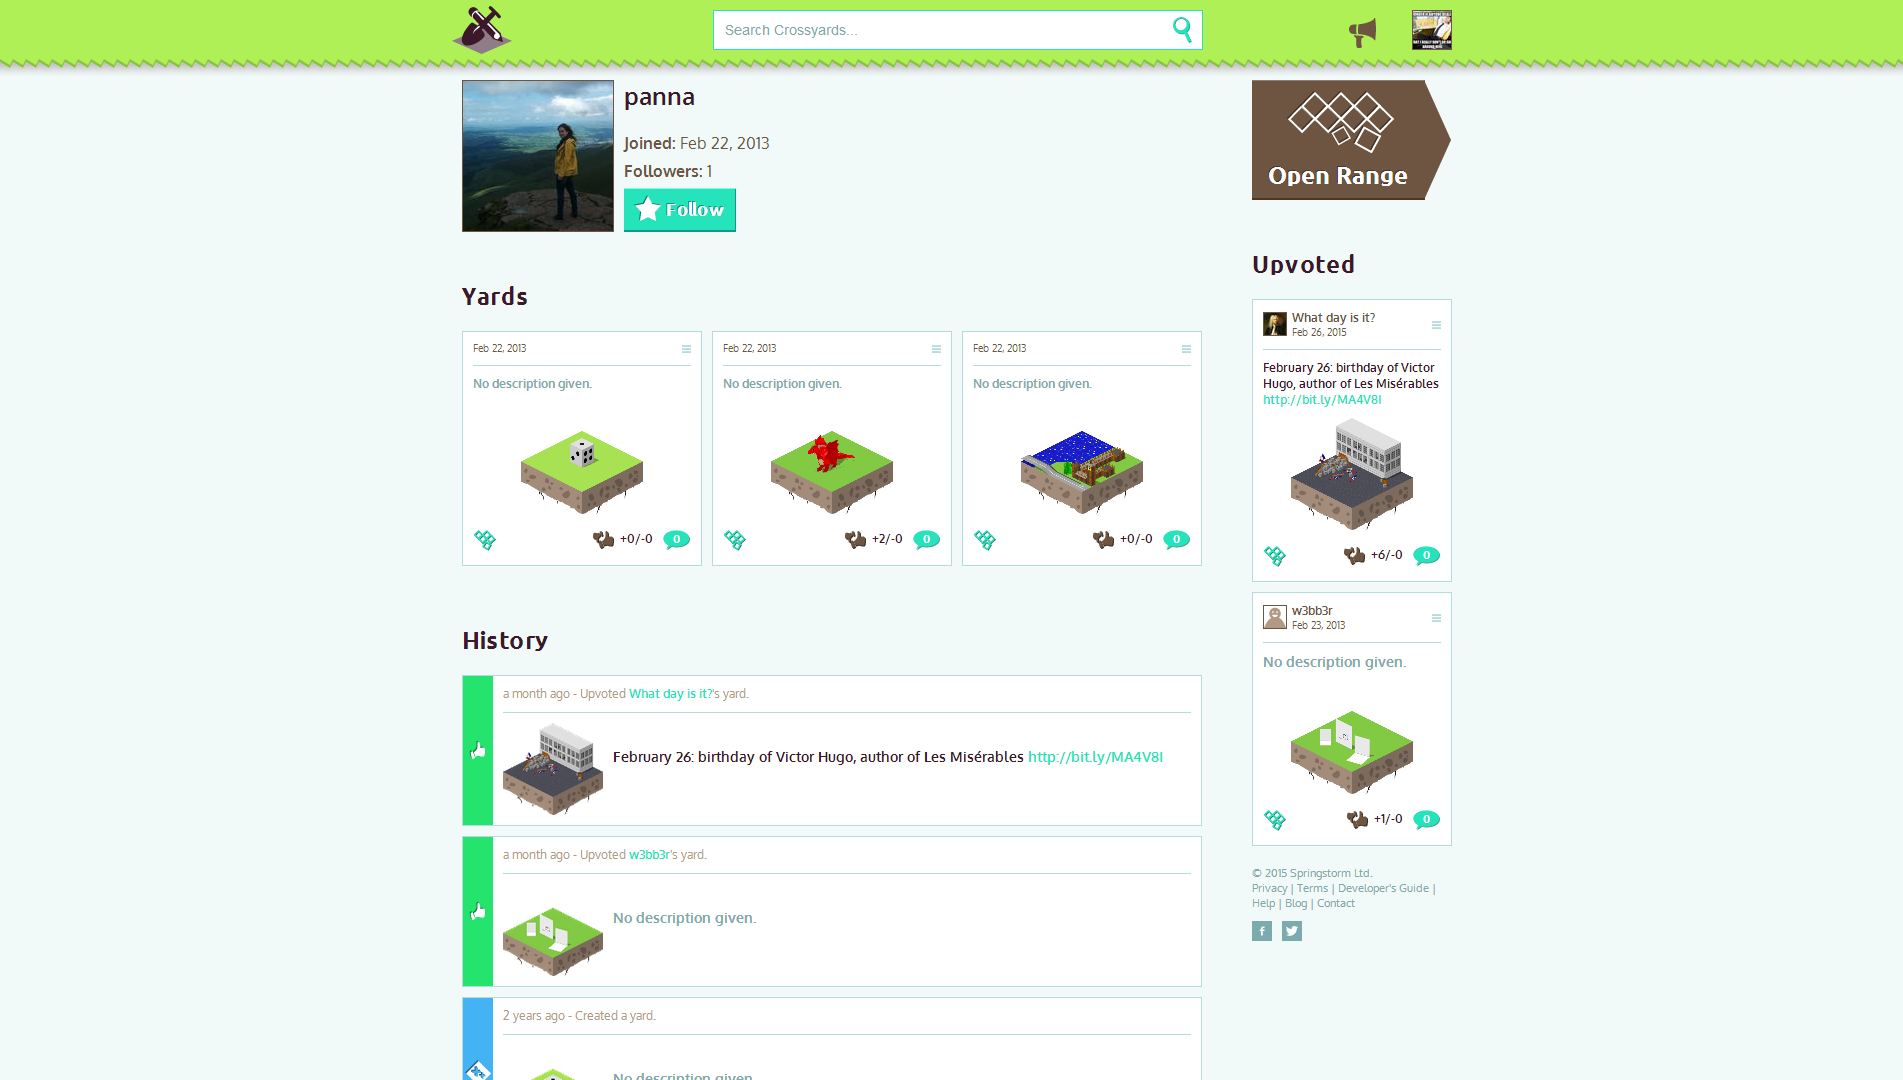 Search Crossyards...
panna
Joined: Feb 22, 2013
Followers: 1
Follow
Open Range
Yards
Feb 22, 2013
No description given.
+0/-0
0
Feb 22, 2013
No description given.
+2/-0
0
Feb 22, 2013
No description given.
+0/-0
0
History
a month ago - Upvoted What day is it?'s yard.
February 26: birthday of Victor Hugo, author of Les Misérables http://bit.ly/MA4V8I
a month ago - Upvoted w3bb3r's yard.
No description given.
2 years ago - Created a yard.
No description given.
Upvoted
What day is it?
Feb 26, 2015
February 26: birthday of Victor
Hugo, author of Les Misérables
http://bit.ly/MA4V8I
+6/-0
0
w3bb3r
Feb 23, 2013
No description given.
+1/-0
0
© 2015 Springstorm Ltd.
Privacy | Terms | Developer's Guide |
Help | Blog | Contact